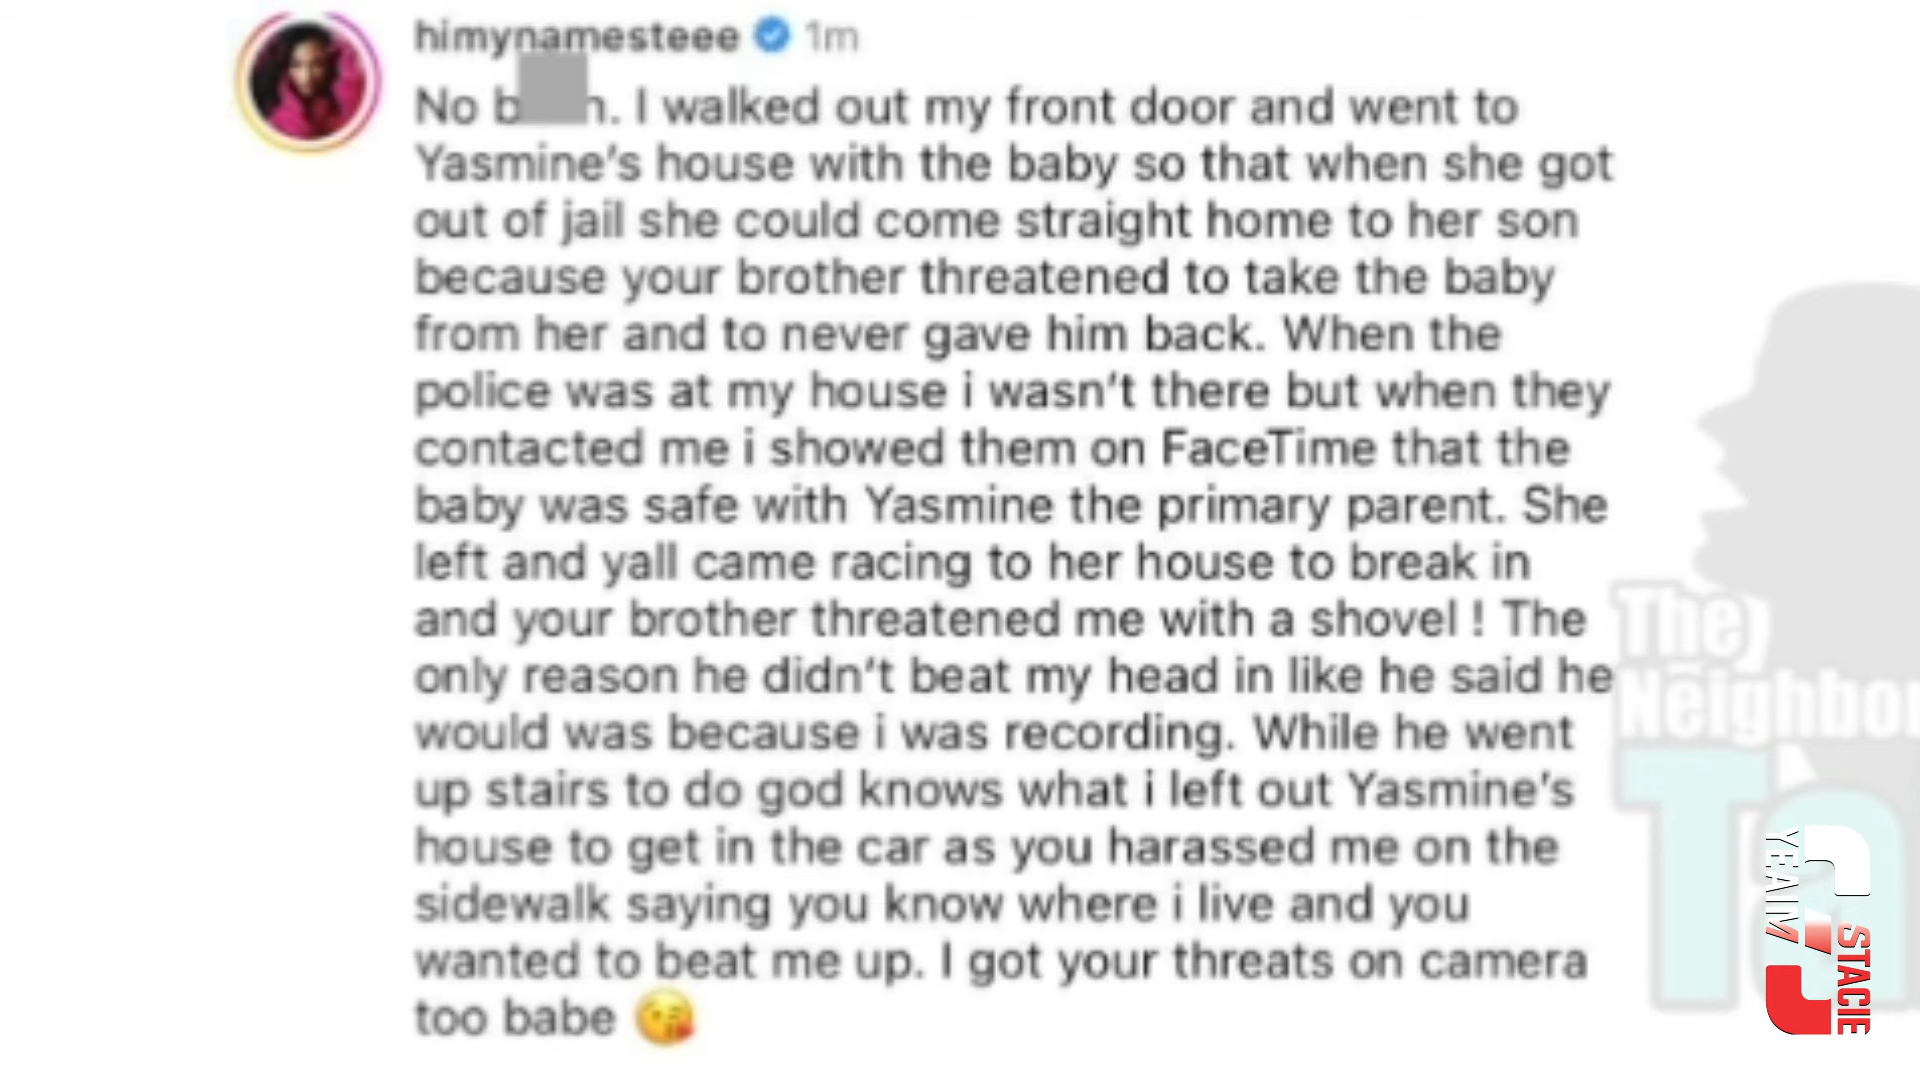 himynamesteee 1m
No b n. I walked out my front door and went to
Yasmine's house with the baby so that when she got
out of jail she could come straight home to her son
because your brother threatened to take the baby
from her and to never gave him back. When the
police was at my house i wasn't there but when they
contacted me i showed them on FaceTime that the
baby was safe with Yasmine the primary parent. She
left and yall came racing to her house to break in
and your brother threatened me with a shovel ! The
only reason he didn't beat my head in like he said he
would was because i was recording. While he went
up stairs to do god knows what i left out Yasmine's
house to get in the car as you harassed me on the
sidewalk saying you know where i live and you
wanted to beat me up. I got your threats on camera
too babe 😘
The
Neighbor
Ta
YEAIM
STACIE